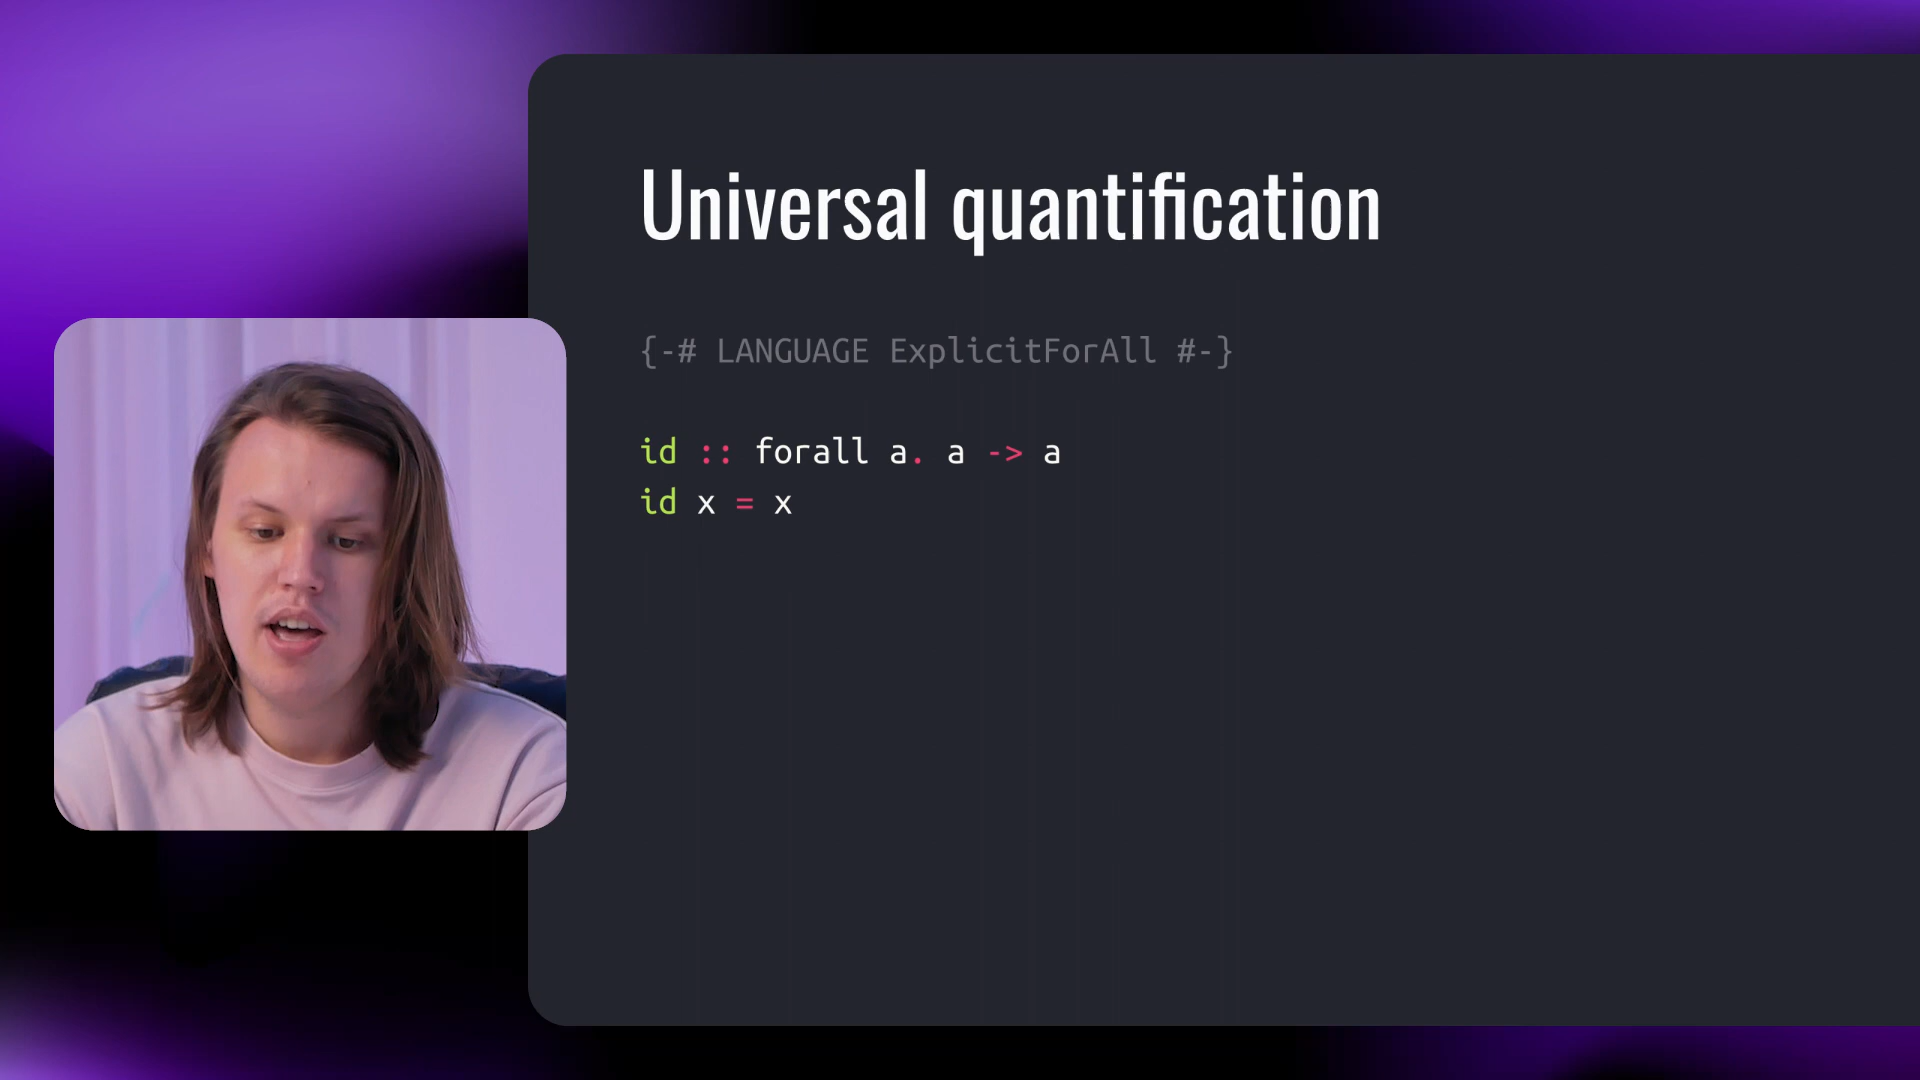 Universal quantification
{-# LANGUAGE ExplicitForAll #-}
id :: forall a. a -> a
id x = x